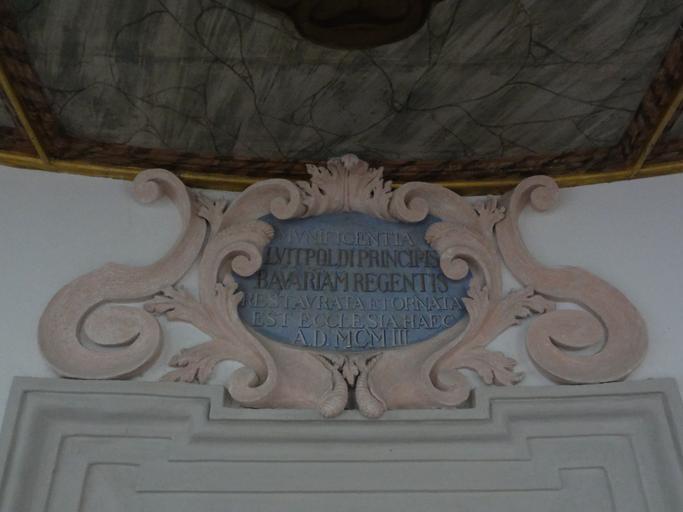 MVNIFICENTIA
LVITPOLDI PRINCIPIS
BAVARIAM REGENTIS
RESTAVRATA ET ORNATA
EST ECCLESIA HAEC
A.D. MCMIII